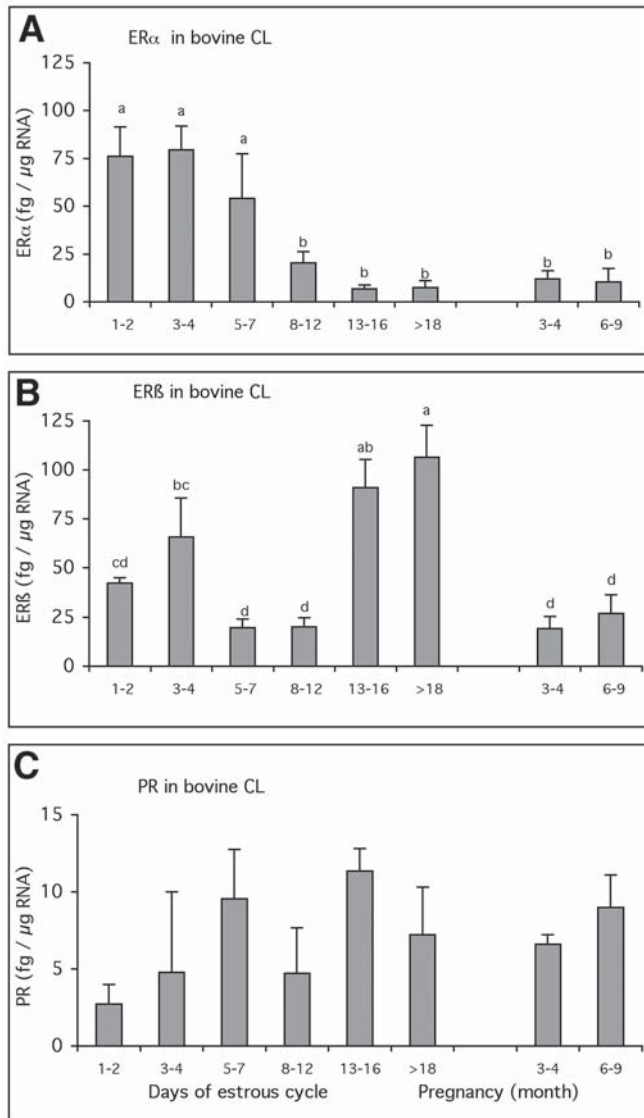 A
ERα in bovine CL
ERα (fg / µg RNA)
125
100
75
50
25
0
a a a b b b b b
1-2 3-4 5-7 8-12 13-16 >18 3-4 6-9
B
ERß in bovine CL
ERß (fg / µg RNA)
125
100
75
50
25
0
cd bc d d ab a d d
1-2 3-4 5-7 8-12 13-16 >18 3-4 6-9
C
PR in bovine CL
PR (fg / µg RNA)
15
10
5
0
1-2 3-4 5-7 8-12 13-16 >18 3-4 6-9
Days of estrous cycle Pregnancy (month)